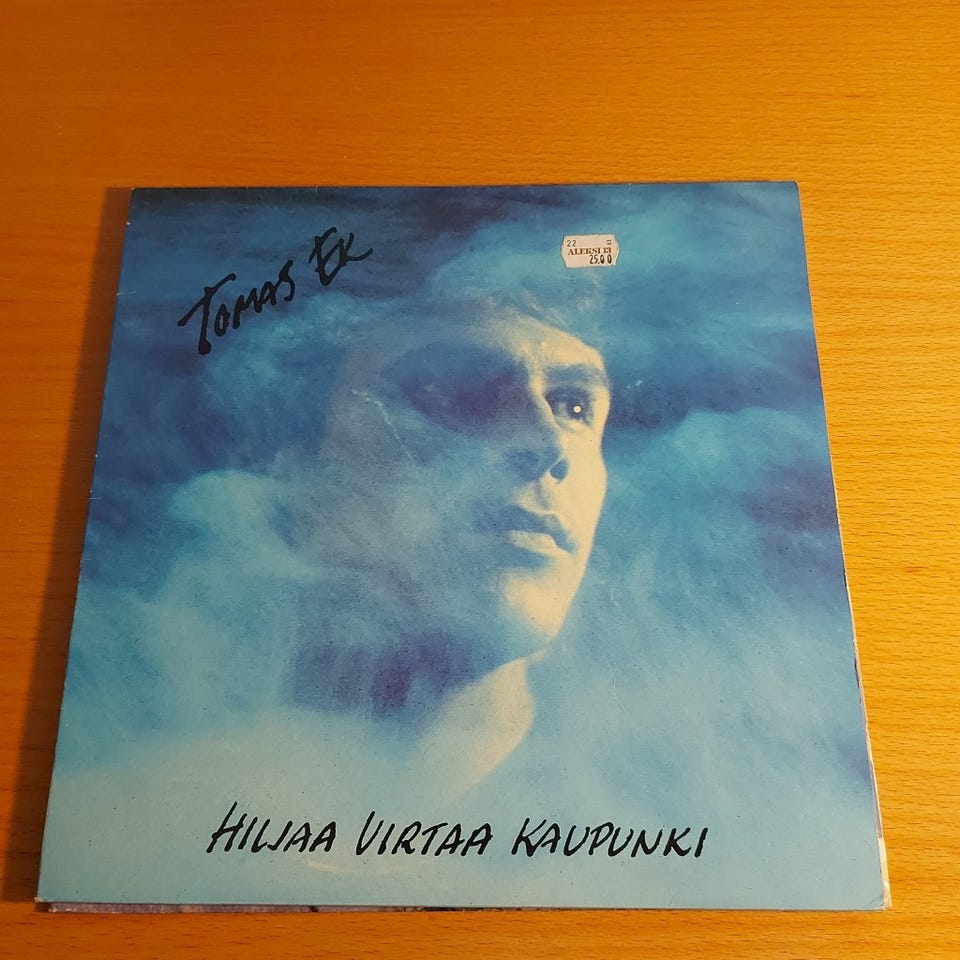 TOMAS EK
22
ALEKSI 13
25.00
HILJAA VIRTAA KAUPUNKI